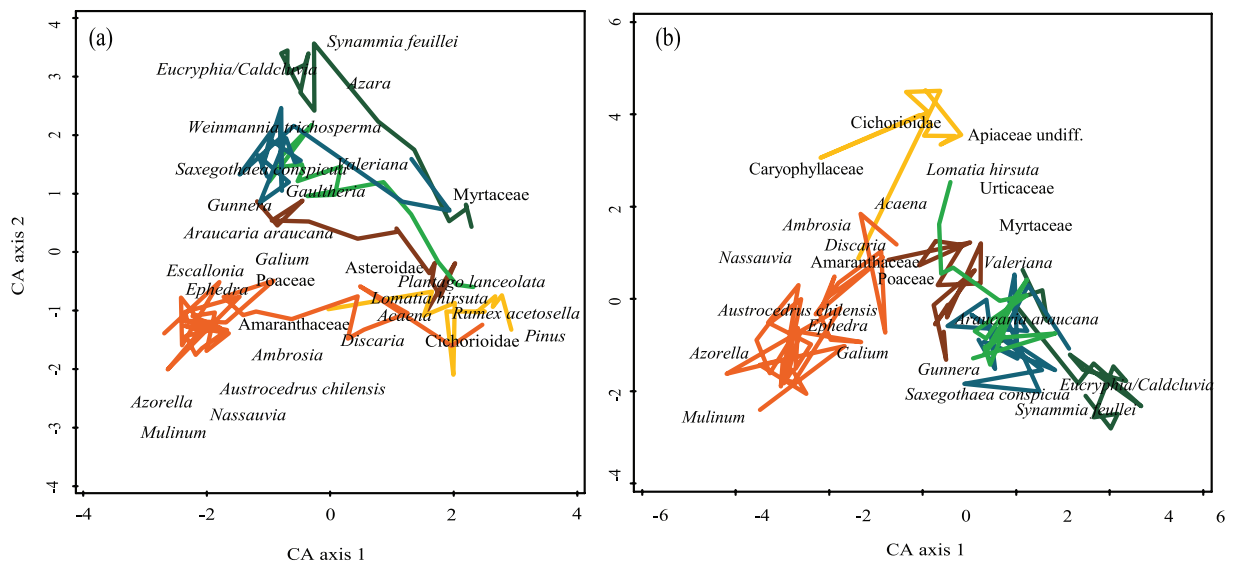 (a)
Synammia feuillei
Eucryphia/Caldcluvia
Azara
Weinmannia trichosperma
Saxegothaea conspicua
Valeriana
Gaultheria
Myrtaceae
Gunnera
Araucaria araucana
Galium
Asteroidae
Escallonia
Poaceae
Plantago lanceolata
Ephedra
Lomatia hirsuta
Acaena
Rumex acetosella
Amaranthaceae
Discaria
Cichorioidae
Pinus
Ambrosia
Austrocedrus chilensis
Azorella
Nassauvia
Mulinum
CA axis 2
4
3
2
1
0
-1
-2
-3
-4
-4
-2
0
2
4
CA axis 1
(b)
Cichorioidae
Apiaceae undiff.
Caryophyllaceae
Lomatia hirsuta
Urticaceae
Acaena
Ambrosia
Myrtaceae
Discaria
Nassauvia
Amaranthaceae
Valeriana
Poaceae
Austrocedrus chilensis
Araucaria araucana
Ephedra
Azorella
Galium
Gunnera
Eucryphia/Caldcluvia
Saxegothaea conspicua
Mulinum
Synammia feullei
6
4
2
0
-2
-4
-6
-4
-2
0
2
4
6
CA axis 1